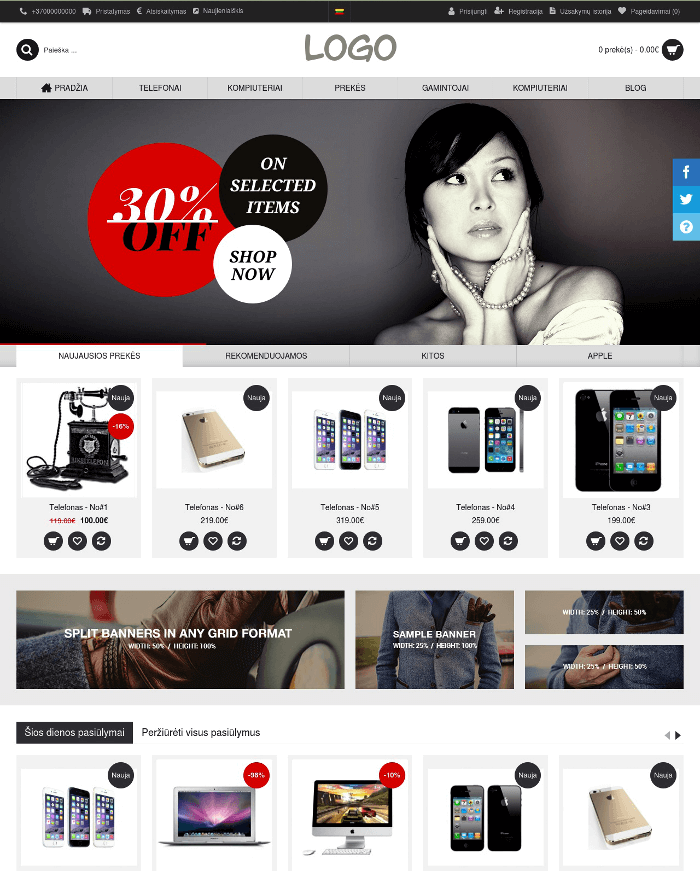 +37000000000 Pristatymas Atsiskaitymas Naujienlaiškis Prisijungti Registracija Užsakymų istorija Pageidavimai (0)
Paieška ...
LOGO
0 prekė(s) - 0.00€
PRADŽIA TELEFONAI KOMPIUTERIAI PREKĖS GAMINTOJAI KOMPIUTERIAI BLOG
30%
OFF
ON
SELECTED
ITEMS
SHOP
NOW
NAUJAUSIOS PREKĖS REKOMENDUOJAMOS KITOS APPLE
Nauja Nauja Nauja Nauja Nauja
-16%
Telefonas - No#1 Telefonas - No#6 Telefonas - No#5 Telefonas - No#4 Telefonas - No#3
119.00€ 100.00€ 219.00€ 319.00€ 259.00€ 199.00€
SPLIT BANNERS IN ANY GRID FORMAT
WIDTH: 50% / HEIGHT: 100%
SAMPLE BANNER
WIDTH: 25% / HEIGHT: 100%
WIDTH: 25% / HEIGHT: 50%
WIDTH: 25% / HEIGHT: 50%
Šios dienos pasiūlymai Peržiūrėti visus pasiūlymus
Nauja -98% -10% Nauja Nauja